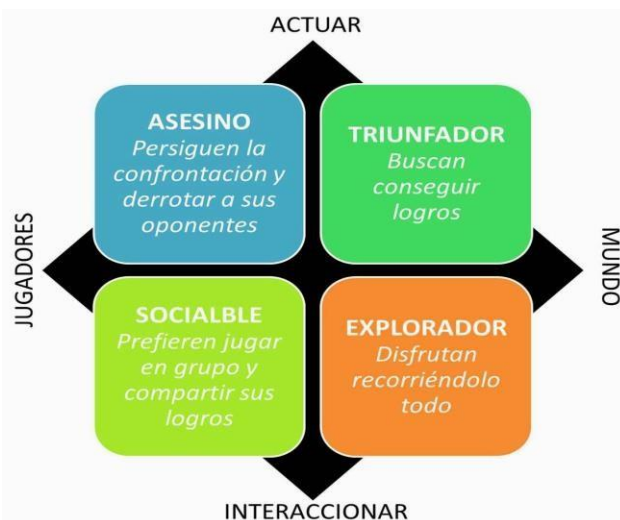 ACTUAR
ASESINO
Persiguen la
confrontación y
derrotar a sus
oponentes
TRIUNFADOR
Buscan
conseguir
logros
JUGADORES
MUNDO
SOCIALBLE
Prefieren jugar
en grupo y
compartir sus
logros
EXPLORADOR
Disfrutan
recorriéndolo
todo
INTERACCIONAR